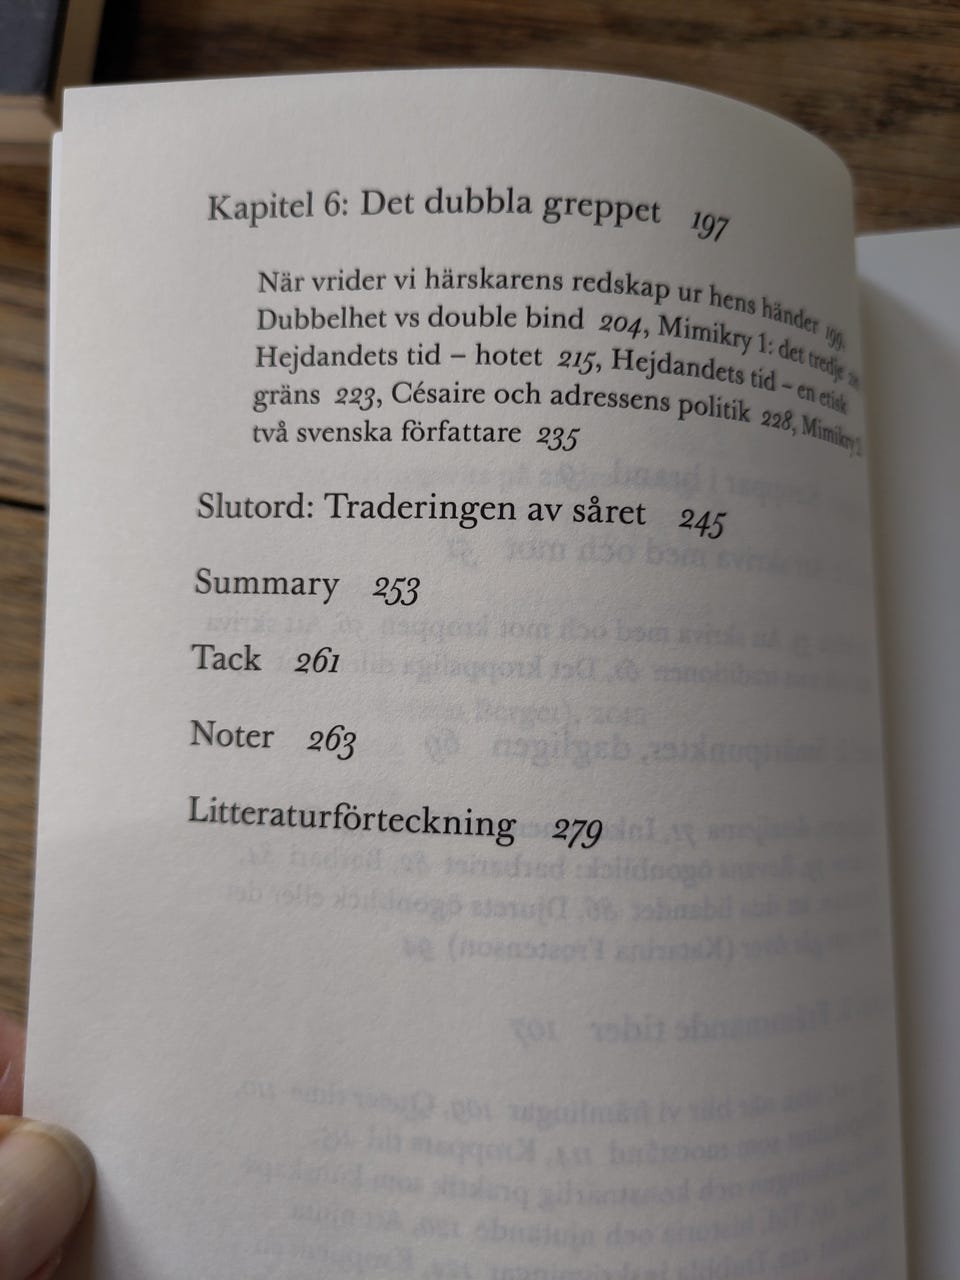 Kapitel 6: Det dubbla greppet 197
När vrider vi härskarens redskap ur hens händer 199,
Dubbelhet vs double bind 204, Mimikry 1: det tredje
Hejdandets tid – hotet 215, Hejdandets tid – en etisk
gräns 223, Césaire och adressens politik 228, Mimikry 2
två svenska författare 235
Slutord: Traderingen av såret 245
Summary 253
Tack 261
Noter 263
Litteraturförteckning 279